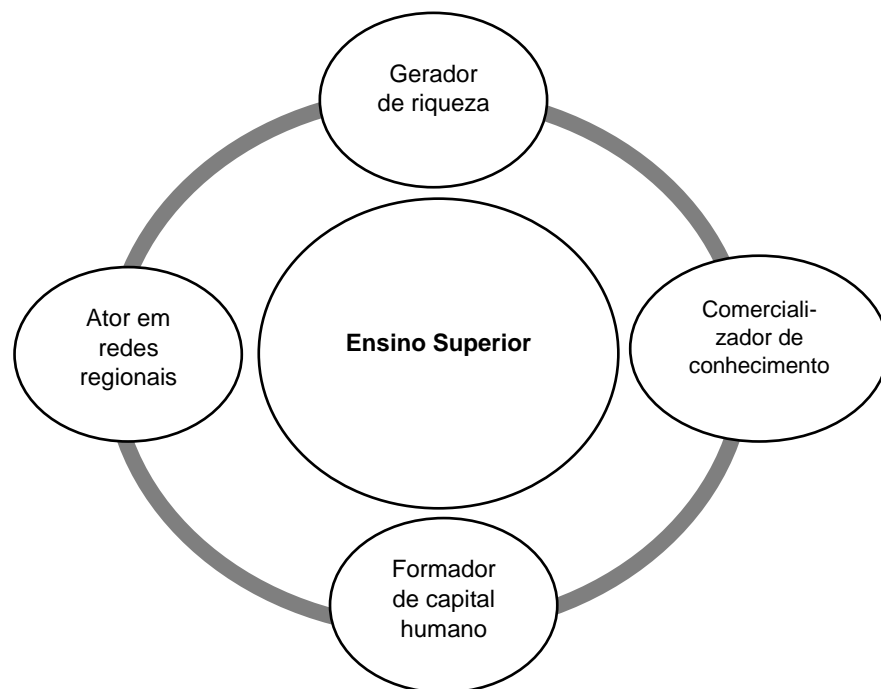 Gerador
de riqueza
Ator em
redes
regionais
Ensino Superior
Comerciali-
zador de
conhecimento
Formador
de capital
humano